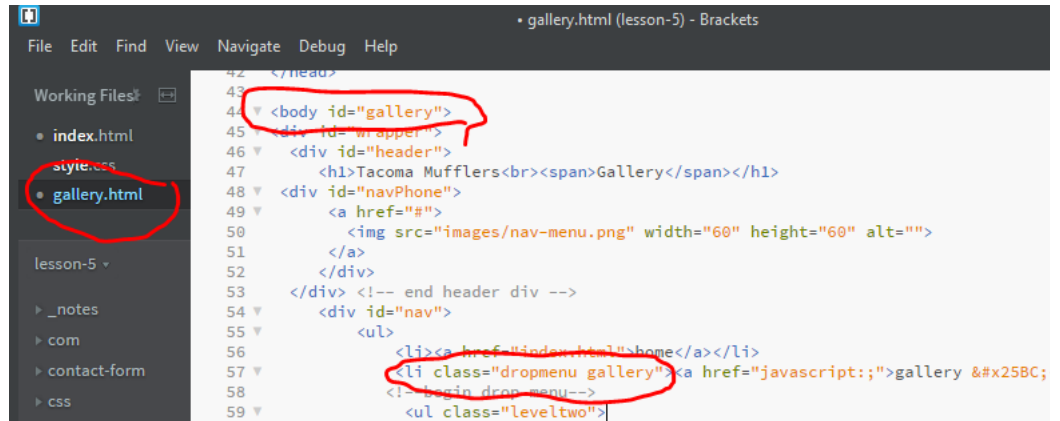 • gallery.html (lesson-5) - Brackets
File Edit Find View Navigate Debug Help
Working Files
index.html
style.css
gallery.html
lesson-5
_notes
com
contact-form
css
42 </head>
43
44 <body id="gallery">
45 <div id="wrapper">
46 <div id="header">
47 <h1>Tacoma Mufflers<br><span>Gallery</span></h1>
48 <div id="navPhone">
49 <a href="#">
50 <img src="images/nav-menu.png" width="60" height="60" alt="">
51 </a>
52 </div>
53 </div> <!-- end header div -->
54 <div id="nav">
55 <ul>
56 <li><a href="index.html">home</a></li>
57 <li class="dropmenu gallery"><a href="javascript:;">gallery &#x25BC;
58 <!--begin drop menu-->
59 <ul class="leveltwo">